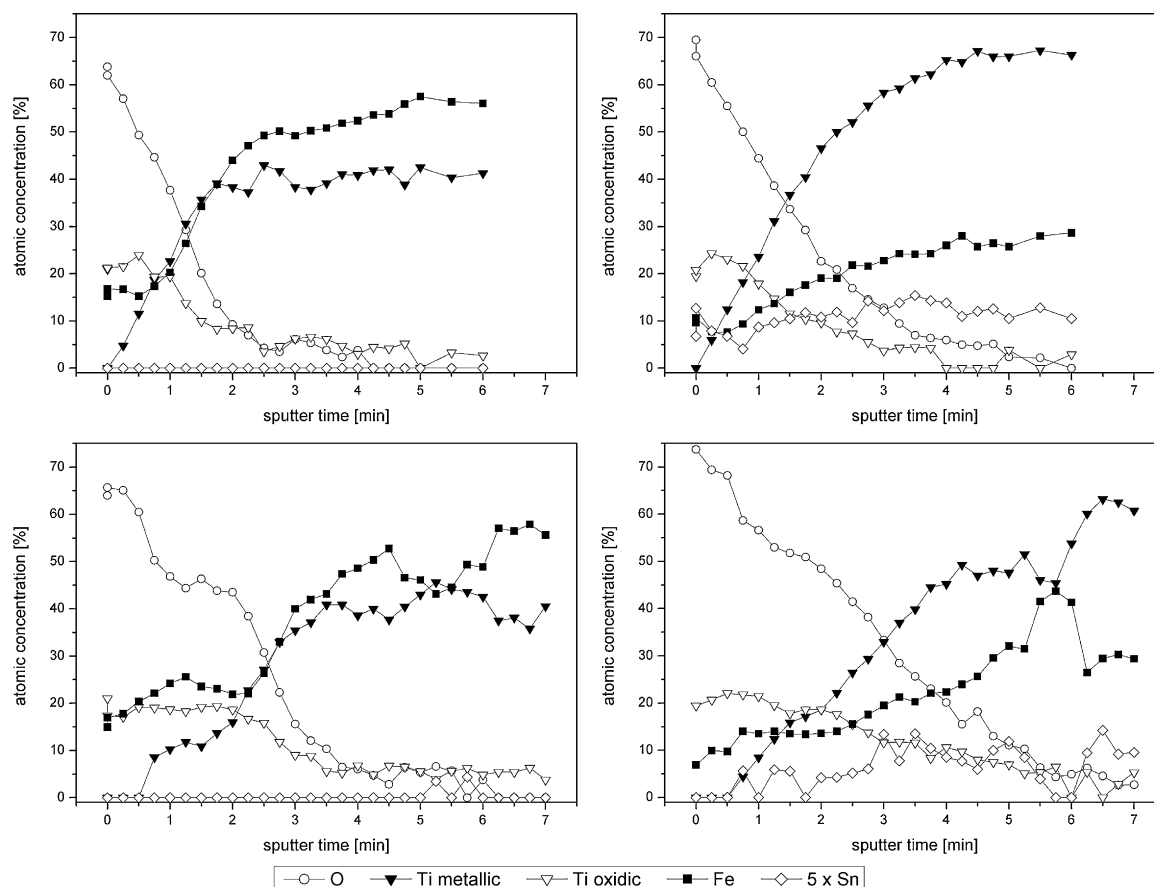 70
60
50
40
30
20
10
0
atomic concentration [%]
0 1 2 3 4 5 6 7
sputter time [min]
70
60
50
40
30
20
10
0
atomic concentration [%]
0 1 2 3 4 5 6 7
sputter time [min]
70
60
50
40
30
20
10
0
atomic concentration [%]
0 1 2 3 4 5 6 7
sputter time [min]
70
60
50
40
30
20
10
0
atomic concentration [%]
0 1 2 3 4 5 6 7
sputter time [min]
O Ti metallic Ti oxidic Fe 5 x Sn